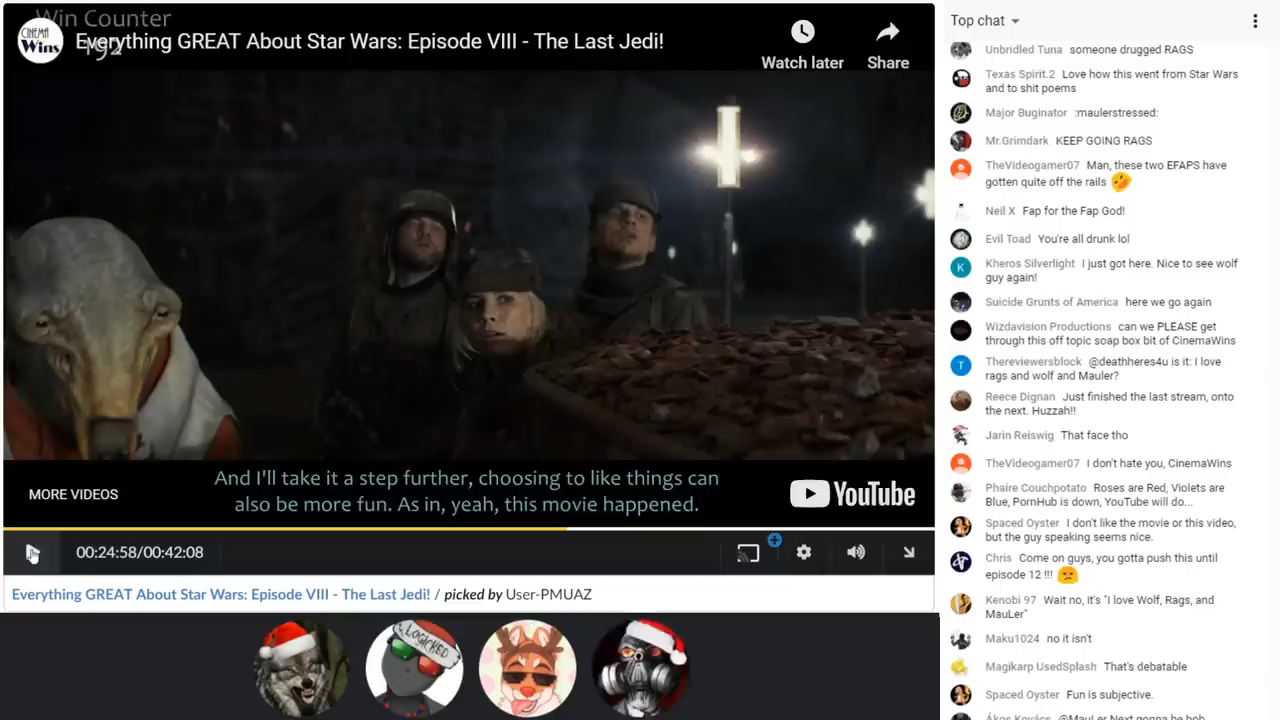 Win Counter
192
CINEMA
Wins
Everything GREAT About Star Wars: Episode VIII - The Last Jedi!
Watch later
Share
And I'll take it a step further, choosing to like things can
also be more fun. As in, yeah, this movie happened.
MORE VIDEOS
YouTube
00:24:58/00:42:08
Everything GREAT About Star Wars: Episode VIII - The Last Jedi! / picked by User-PMUAZ
LOGICKED
Top chat
Unbridled Tuna someone drugged RAGS
Texas Spirit.2 Love how this went from Star Wars
and to shit poems
Major Buginator :maulerstressed:
Mr.Grimdark KEEP GOING RAGS
TheVideogamer07 Man, these two EFAPS have
gotten quite off the rails
Neil X Fap for the Fap God!
Evil Toad You're all drunk lol
K
Kheros Silverlight I just got here. Nice to see wolf
guy again!
Suicide Grunts of America here we go again
Wizdavision Productions can we PLEASE get
through this off topic soap box bit of CinemaWins
T
Thereviewersblock @deathheres4u is it: I love
rags and wolf and Mauler?
Reece Dignan Just finished the last stream, onto
the next. Huzzah!!
Jarin Reiswig That face tho
TheVideogamer07 I don't hate you, CinemaWins
Phaire Couchpotato Roses are Red, Violets are
Blue, PornHub is down, YouTube will do...
Spaced Oyster I don't like the movie or this video,
but the guy speaking seems nice.
Chris Come on guys, you gotta push this until
episode 12 !!!
Kenobi 97 Wait no, it's "I love Wolf, Rags, and
MauLer"
Maku1024 no it isn't
Magikarp UsedSplash That's debatable
Spaced Oyster Fun is subjective.
Ákos Kovács @MauLer Next gonna be bob